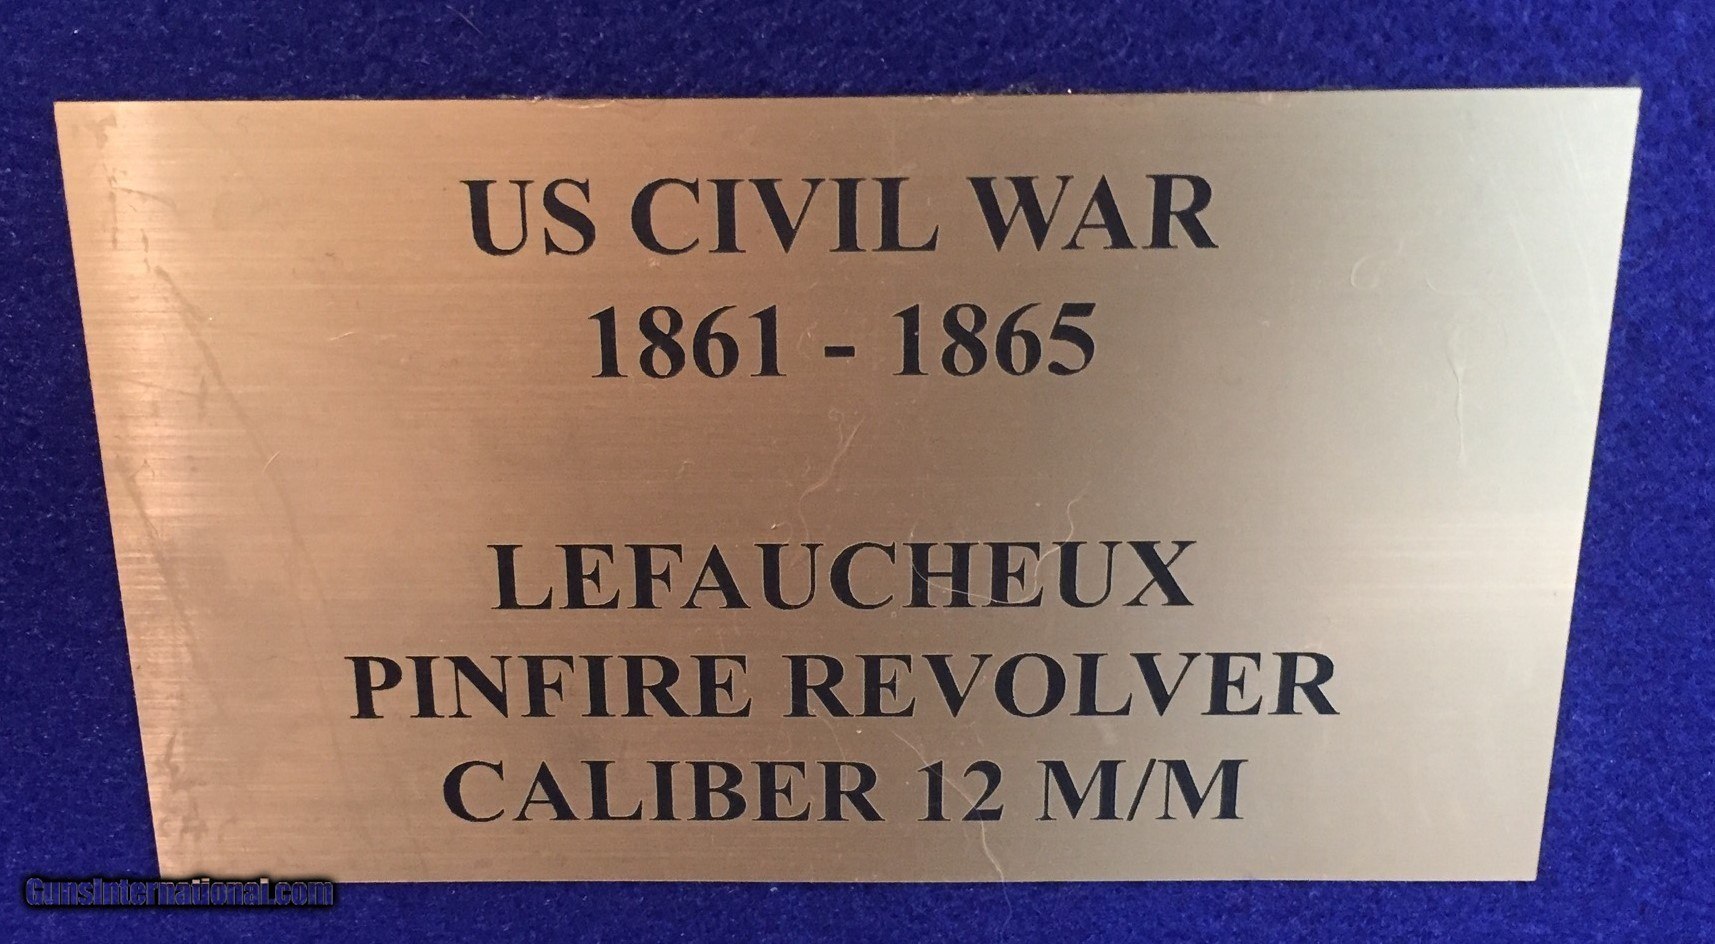 US CIVIL WAR
1861 - 1865
LEFAUCHEUX
PINFIRE REVOLVER
CALIBER 12 M/M
GunsInternational.com